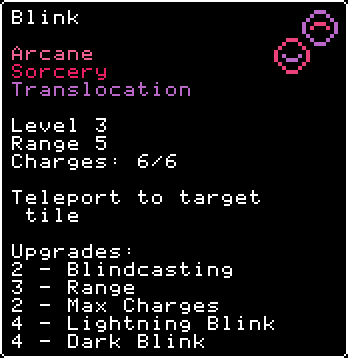 Blink
Arcane
Sorcery
Translocation
Level 3
Range 5
Charges: 6/6
Teleport to target
tile
Upgrades:
2 - Blindcasting
3 - Range
2 - Max Charges
4 - Lightning Blink
4 - Dark Blink